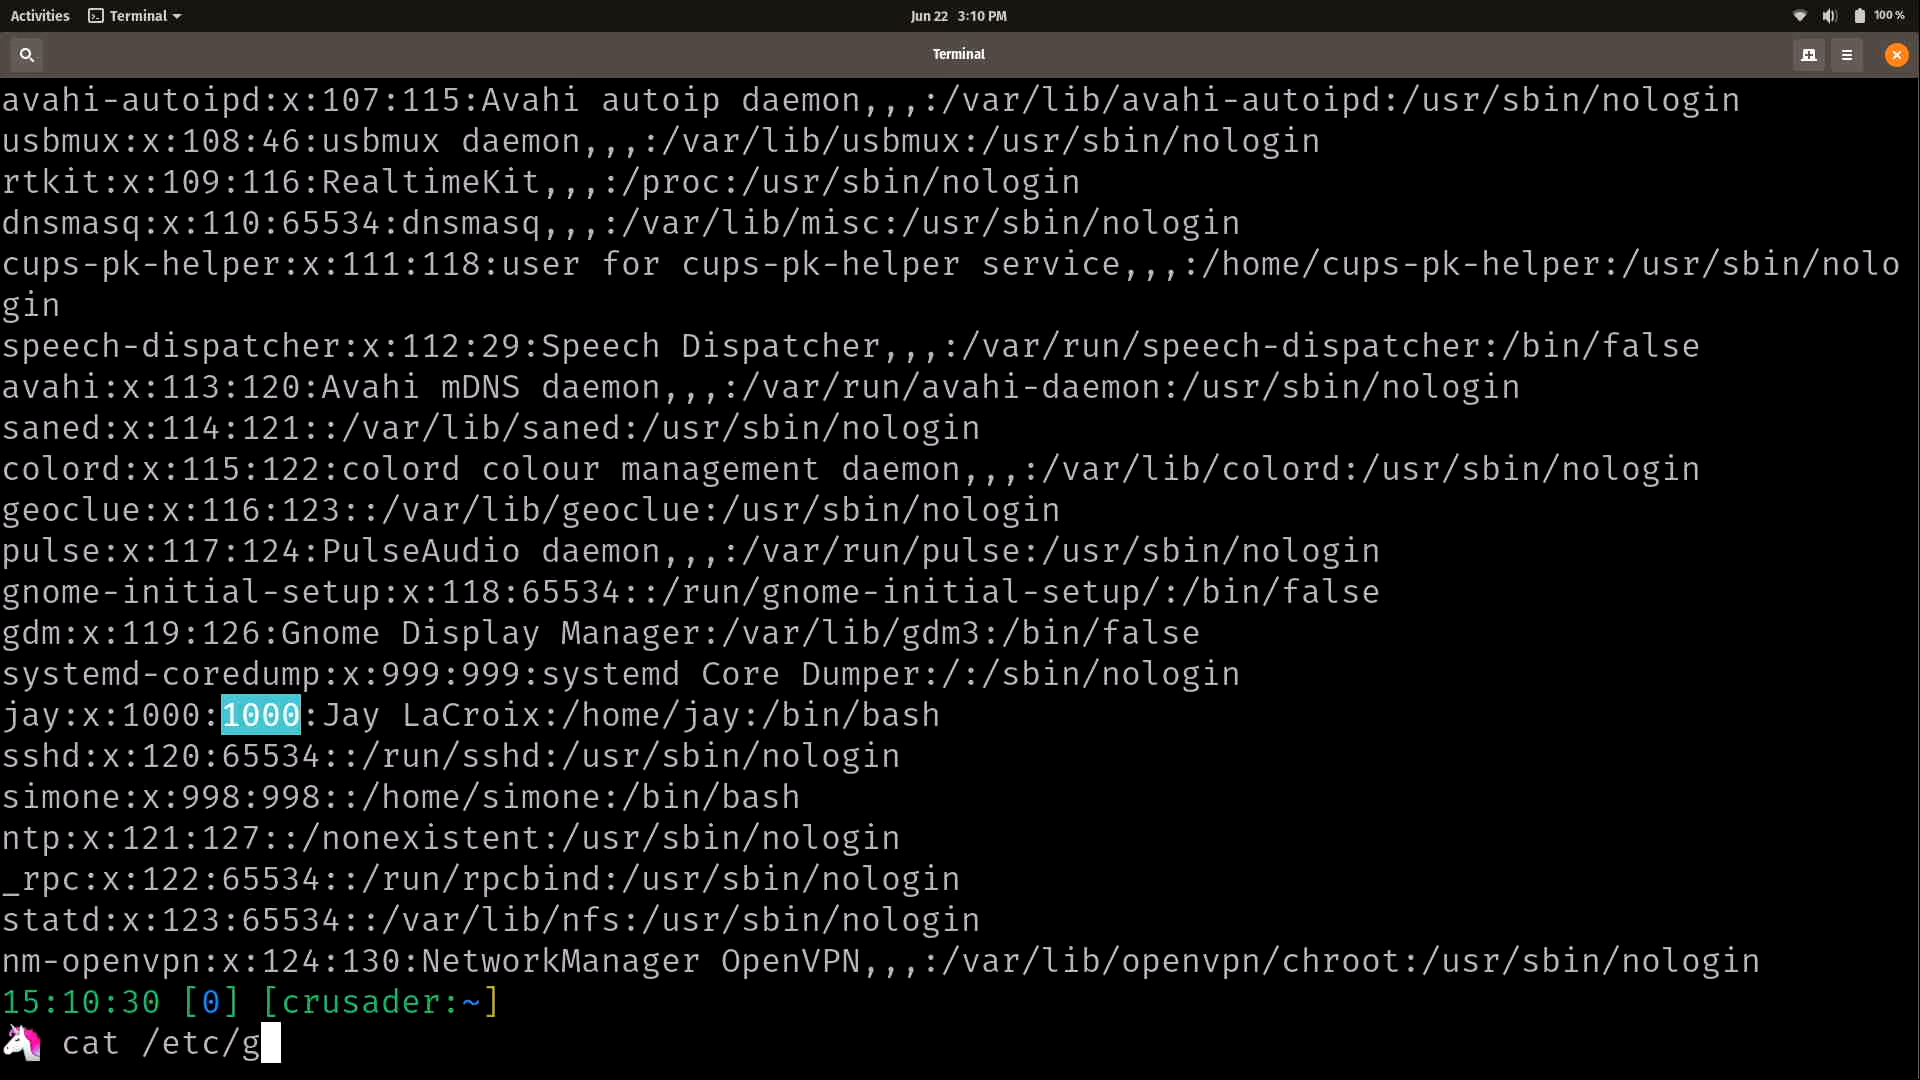 Activities Terminal Jun 22 3:10 PM 100 %
Terminal
avahi-autoipd:x:107:115:Avahi autoip daemon,,,:/var/lib/avahi-autoipd:/usr/sbin/nologin
usbmux:x:108:46:usbmux daemon,,,:/var/lib/usbmux:/usr/sbin/nologin
rtkit:x:109:116:RealtimeKit,,,:/proc:/usr/sbin/nologin
dnsmasq:x:110:65534:dnsmasq,,,:/var/lib/misc:/usr/sbin/nologin
cups-pk-helper:x:111:118:user for cups-pk-helper service,,,:/home/cups-pk-helper:/usr/sbin/nolo
gin
speech-dispatcher:x:112:29:Speech Dispatcher,,,:/var/run/speech-dispatcher:/bin/false
avahi:x:113:120:Avahi mDNS daemon,,,:/var/run/avahi-daemon:/usr/sbin/nologin
saned:x:114:121::/var/lib/saned:/usr/sbin/nologin
colord:x:115:122:colord colour management daemon,,,:/var/lib/colord:/usr/sbin/nologin
geoclue:x:116:123::/var/lib/geoclue:/usr/sbin/nologin
pulse:x:117:124:PulseAudio daemon,,,:/var/run/pulse:/usr/sbin/nologin
gnome-initial-setup:x:118:65534::/run/gnome-initial-setup/:/bin/false
gdm:x:119:126:Gnome Display Manager:/var/lib/gdm3:/bin/false
systemd-coredump:x:999:999:systemd Core Dumper:/:/sbin/nologin
jay:x:1000:1000:Jay LaCroix:/home/jay:/bin/bash
sshd:x:120:65534::/run/sshd:/usr/sbin/nologin
simone:x:998:998::/home/simone:/bin/bash
ntp:x:121:127::/nonexistent:/usr/sbin/nologin
_rpc:x:122:65534::/run/rpcbind:/usr/sbin/nologin
statd:x:123:65534::/var/lib/nfs:/usr/sbin/nologin
nm-openvpn:x:124:130:NetworkManager OpenVPN,,,:/var/lib/openvpn/chroot:/usr/sbin/nologin
15:10:30 [0] [crusader:~]
🦄 cat /etc/g